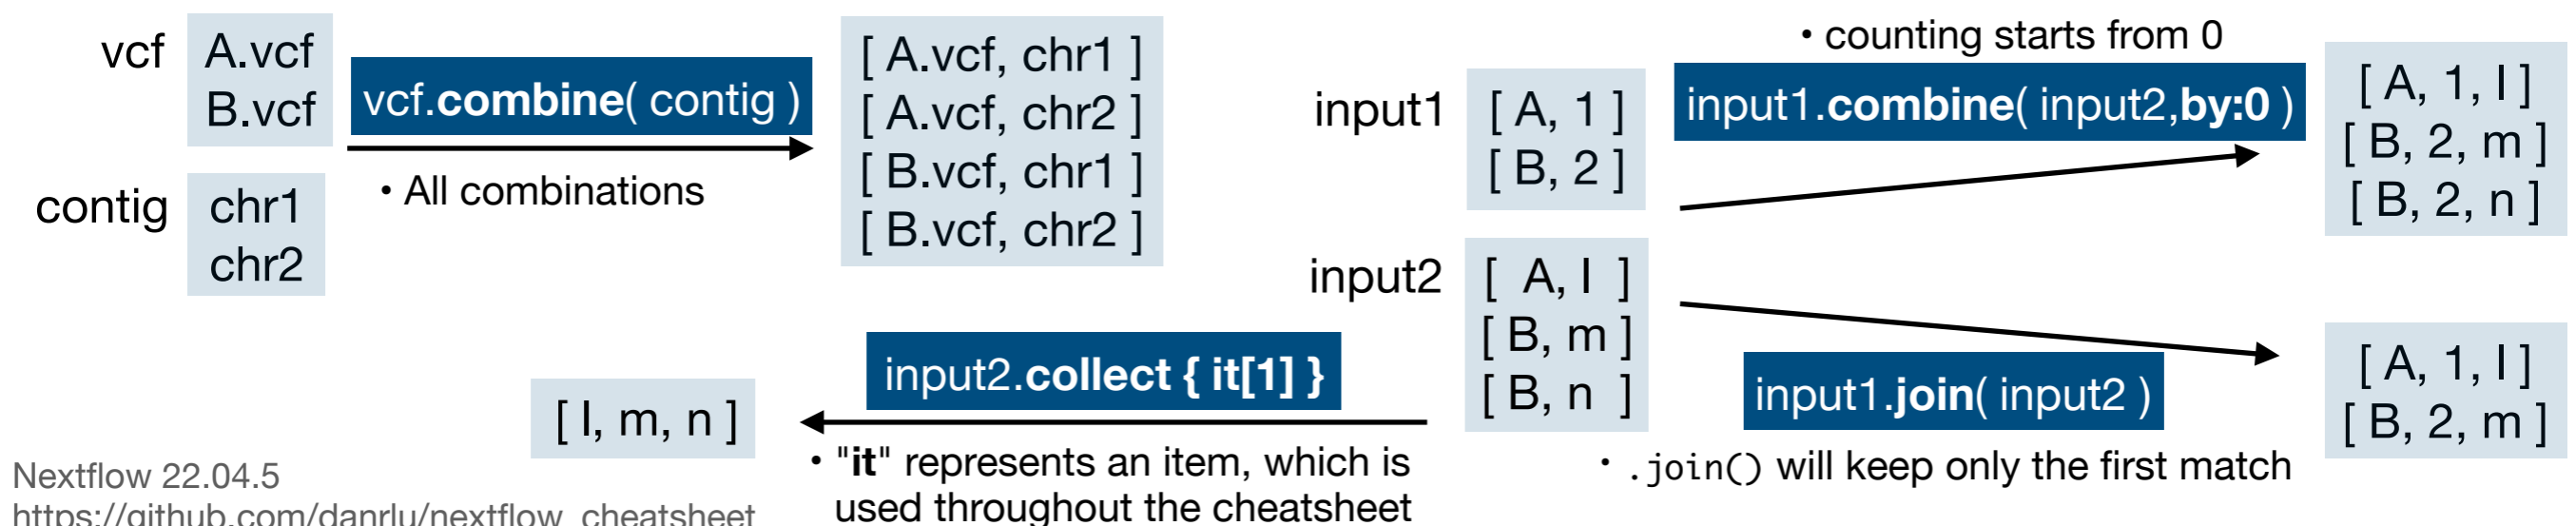 vcf
A.vcf
B.vcf
contig
chr1
chr2
vcf.combine( contig )
• All combinations
[ A.vcf, chr1 ]
[ A.vcf, chr2 ]
[ B.vcf, chr1 ]
[ B.vcf, chr2 ]
input1
[ A, 1 ]
[ B, 2 ]
input2
[ A, l ]
[ B, m ]
[ B, n ]
• counting starts from 0
input1.combine( input2,by:0 )
[ A, 1, l ]
[ B, 2, m ]
[ B, 2, n ]
input1.join( input2 )
• .join() will keep only the first match
[ A, 1, l ]
[ B, 2, m ]
input2.collect { it[1] }
• "it" represents an item, which is
used throughout the cheatsheet
[ l, m, n ]
Nextflow 22.04.5
https://github.com/danrlu/nextflow_cheatsheet